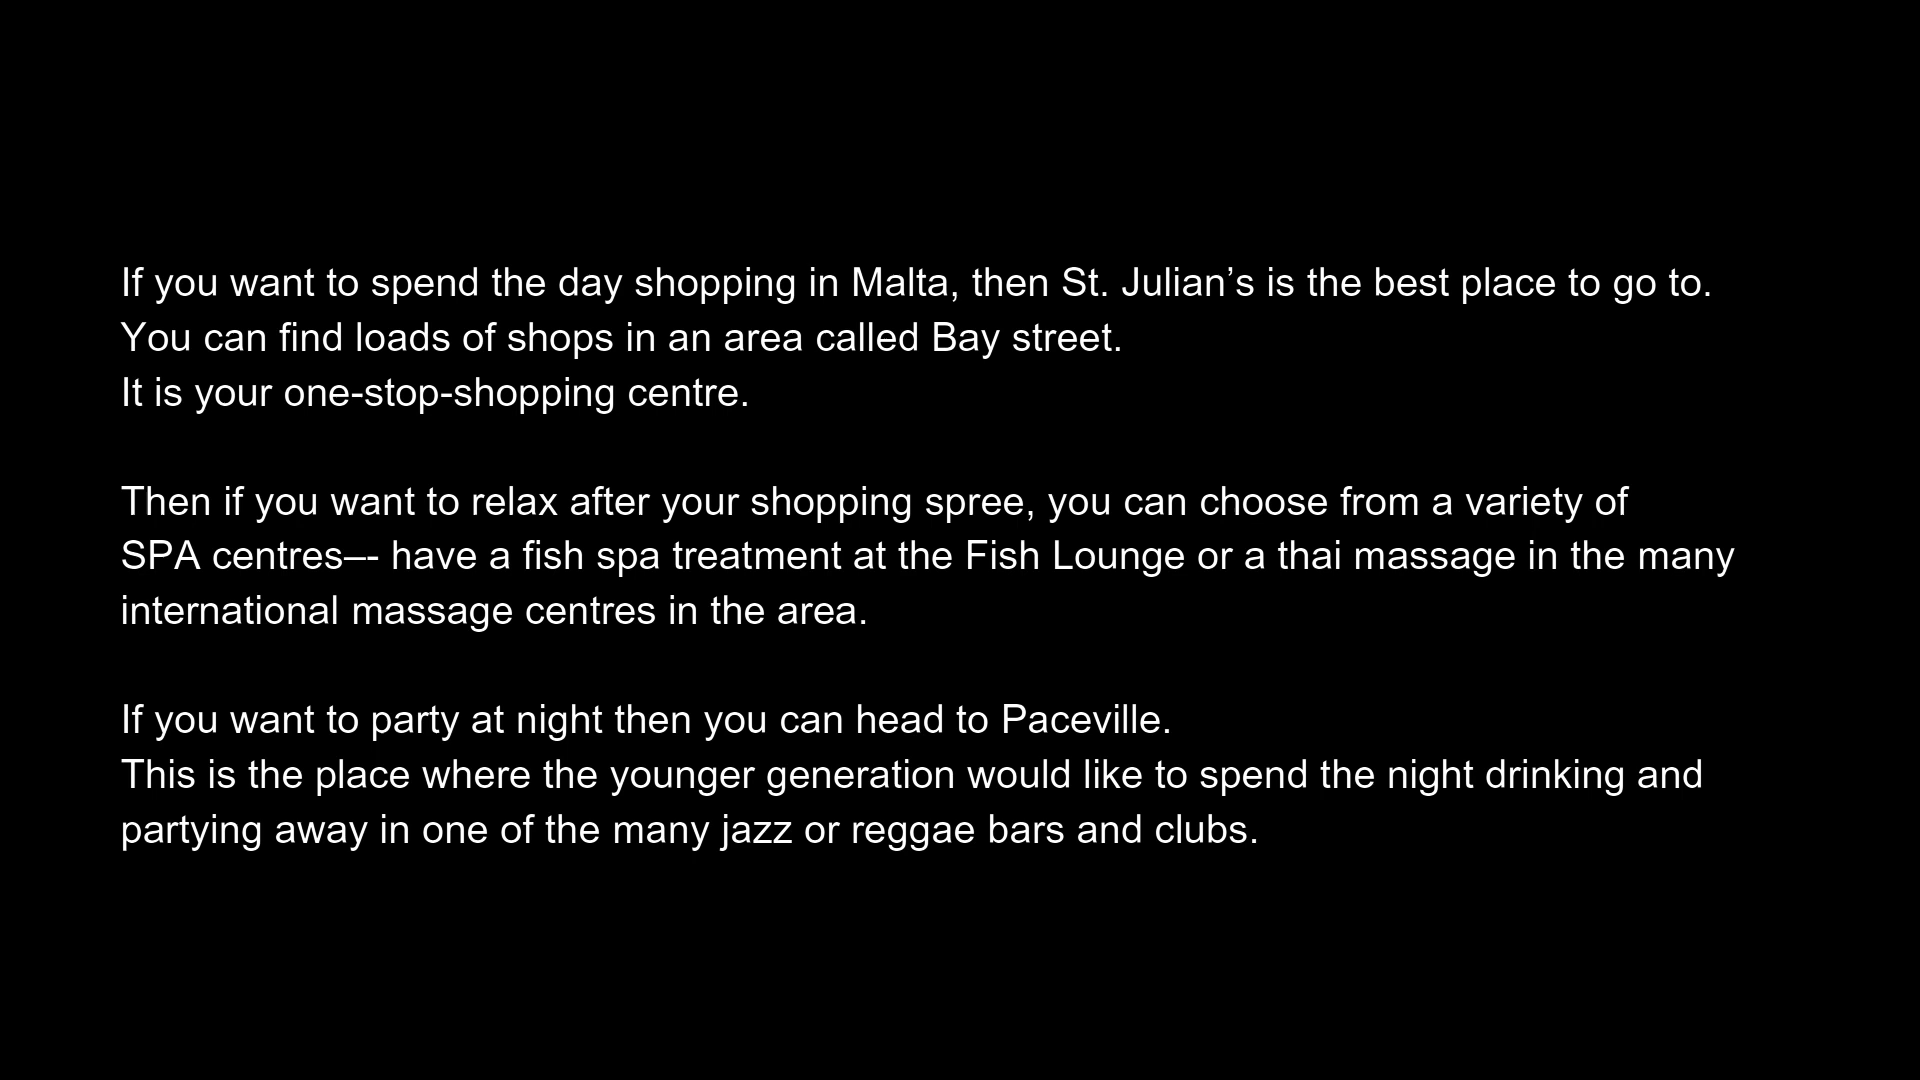 If you want to spend the day shopping in Malta, then St. Julian’s is the best place to go to.
You can find loads of shops in an area called Bay street.
It is your one-stop-shopping centre.
Then if you want to relax after your shopping spree, you can choose from a variety of
SPA centres–- have a fish spa treatment at the Fish Lounge or a thai massage in the many
international massage centres in the area.
If you want to party at night then you can head to Paceville.
This is the place where the younger generation would like to spend the night drinking and
partying away in one of the many jazz or reggae bars and clubs.